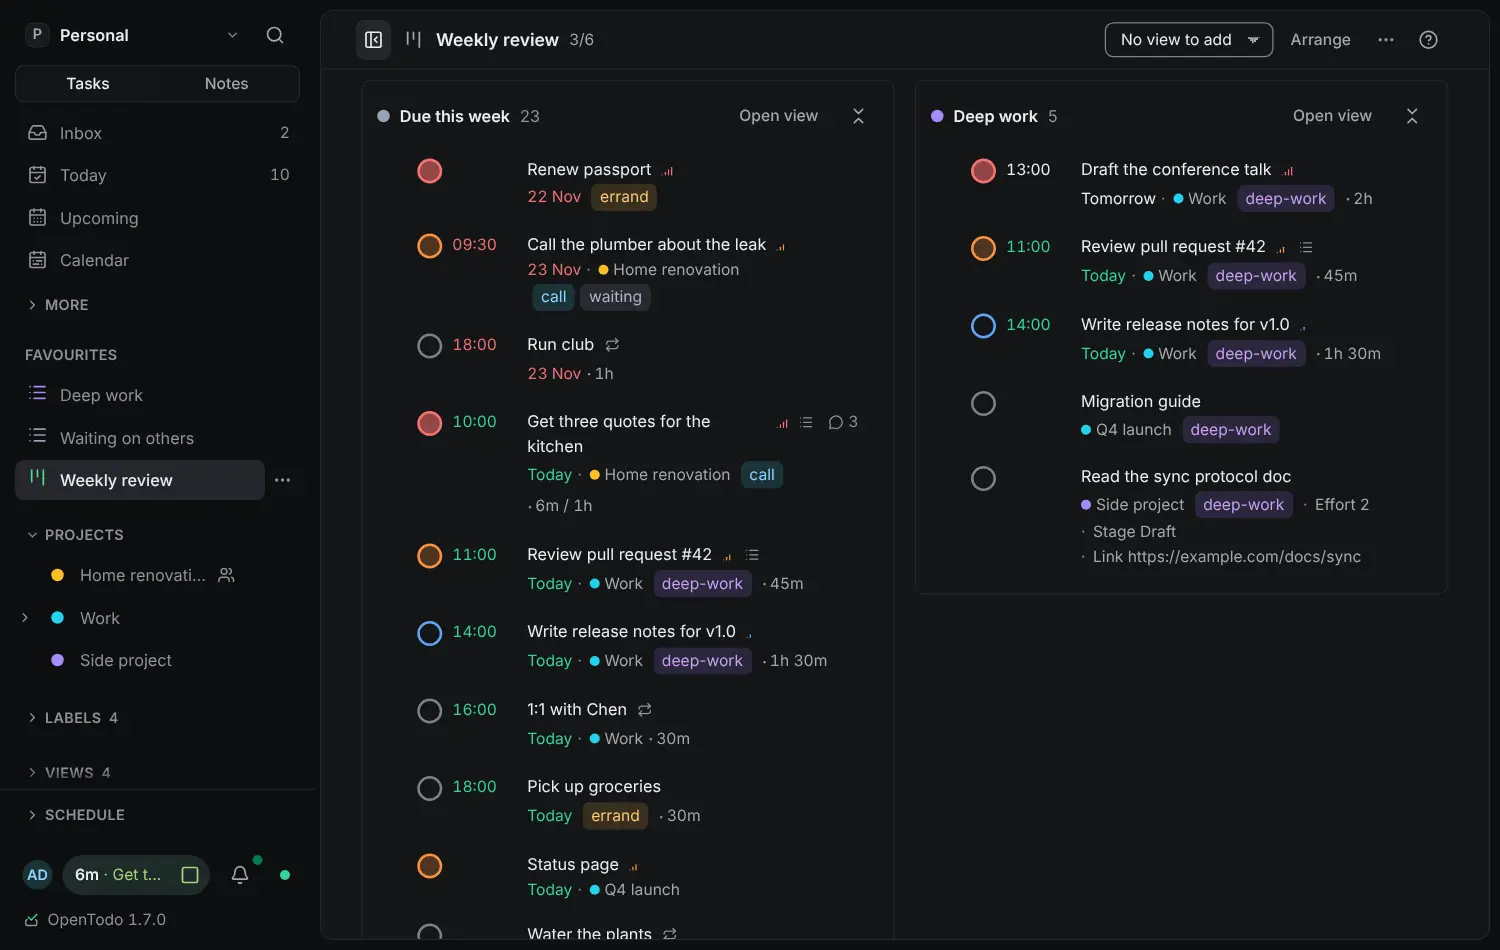 P Personal
Tasks Notes
Inbox 2
Today 10
Upcoming
Calendar
MORE
FAVOURITES
Deep work
Waiting on others
Weekly review
PROJECTS
Home renovati...
Work
Side project
LABELS 4
VIEWS 4
SCHEDULE
AD 6m · Get t...
OpenTodo 1.7.0
Weekly review 3/6
No view to add Arrange
Due this week 23 Open view
Renew passport
22 Nov errand
09:30 Call the plumber about the leak
23 Nov · Home renovation
call waiting
18:00 Run club
23 Nov · 1h
10:00 Get three quotes for the
kitchen
3
Today · Home renovation call
· 6m / 1h
11:00 Review pull request #42
Today · Work deep-work · 45m
14:00 Write release notes for v1.0
Today · Work deep-work · 1h 30m
16:00 1:1 with Chen
Today · Work · 30m
18:00 Pick up groceries
Today errand · 30m
Status page
Today · Q4 launch
Water the plants
Deep work 5 Open view
13:00 Draft the conference talk
Tomorrow · Work deep-work · 2h
11:00 Review pull request #42
Today · Work deep-work · 45m
14:00 Write release notes for v1.0
Today · Work deep-work · 1h 30m
Migration guide
Q4 launch deep-work
Read the sync protocol doc
Side project deep-work · Effort 2
· Stage Draft
· Link https://example.com/docs/sync